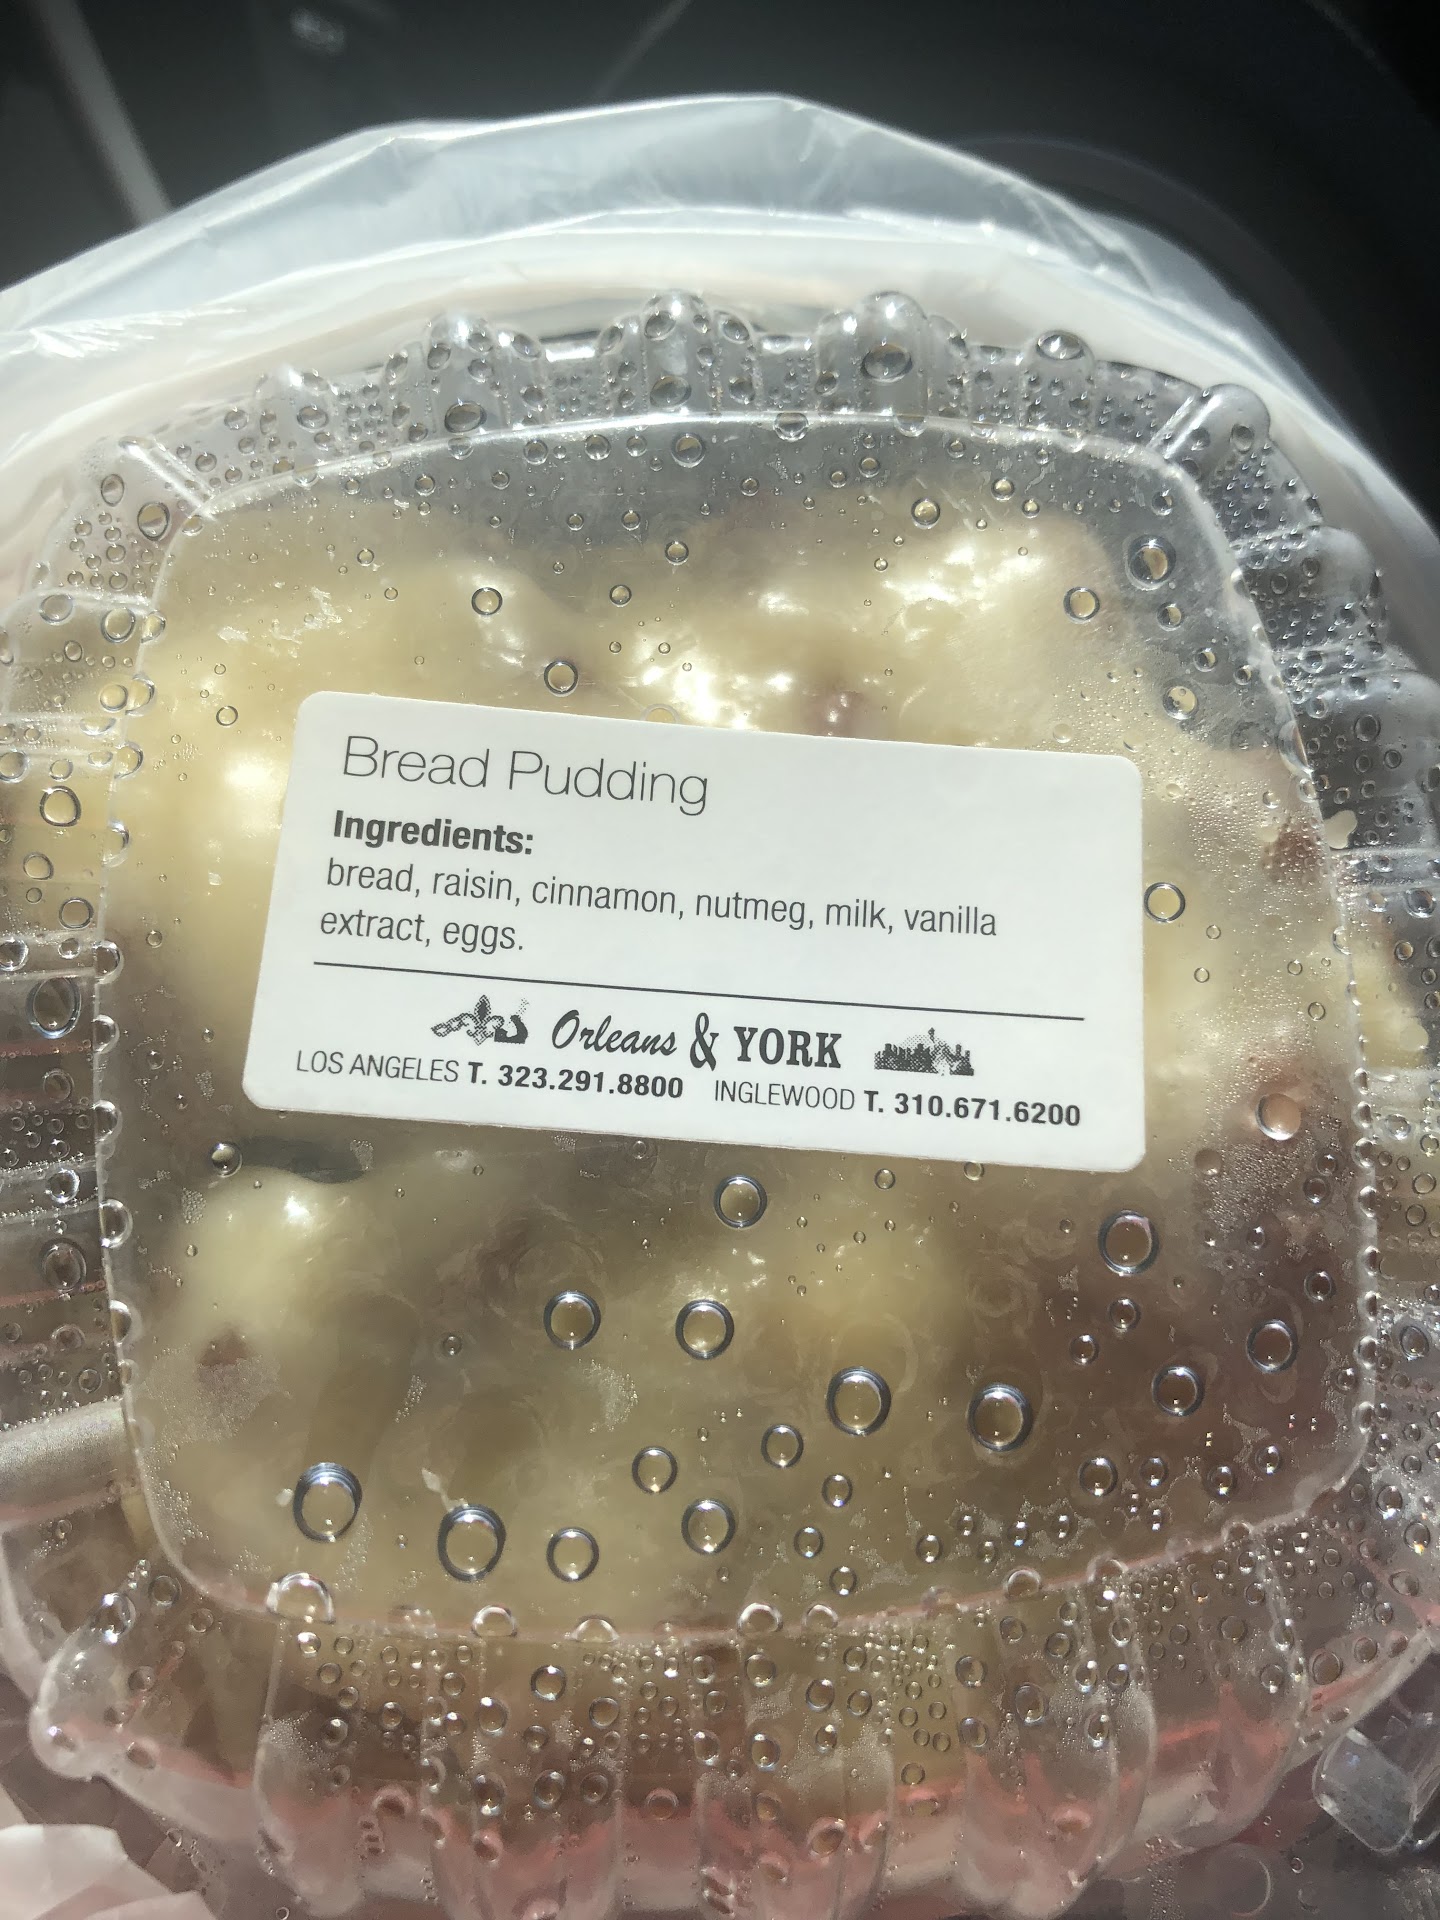 Bread Pudding
Ingredients:
bread, raisin, cinnamon, nutmeg, milk, vanilla
extract, eggs.
Orleans & YORK
LOS ANGELES T. 323.291.8800 INGLEWOOD T. 310.671.6200